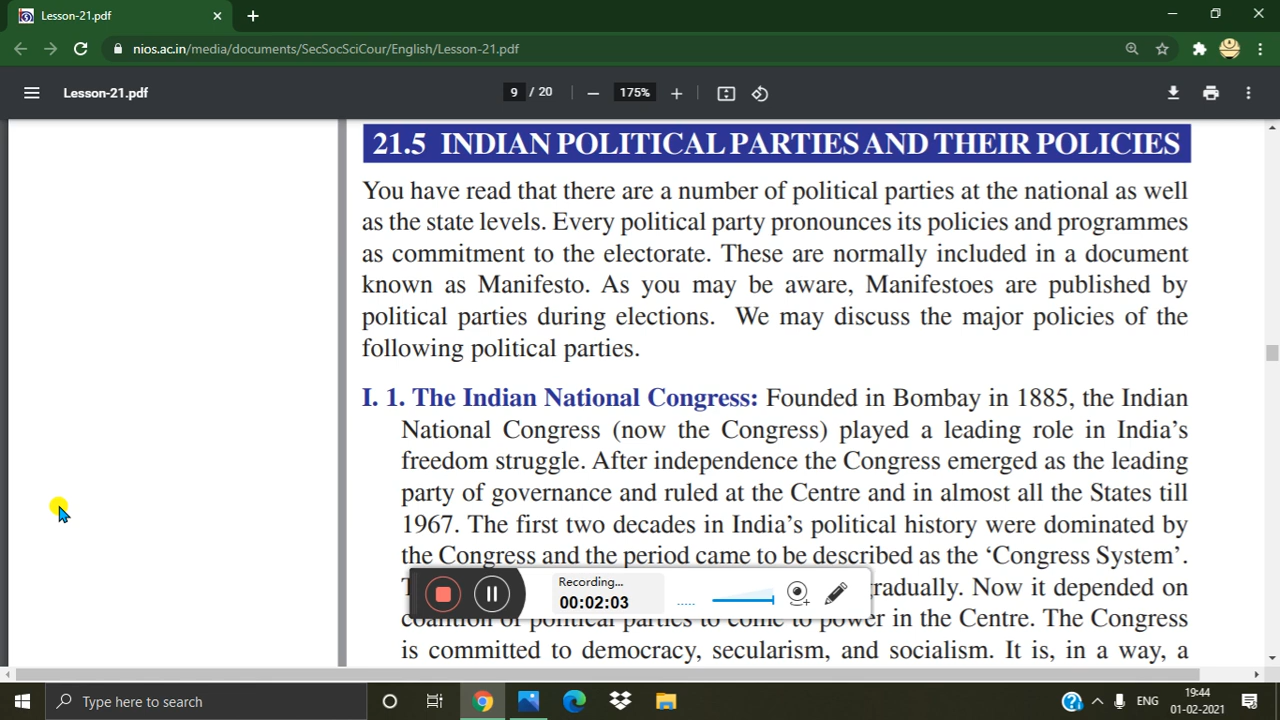 Lesson-21.pdf
nios.ac.in/media/documents/SecSocSciCour/English/Lesson-21.pdf
Lesson-21.pdf
9 / 20
175%
21.5 INDIAN POLITICAL PARTIES AND THEIR POLICIES
You have read that there are a number of political parties at the national as well
as the state levels. Every political party pronounces its policies and programmes
as commitment to the electorate. These are normally included in a document
known as Manifesto. As you may be aware, Manifestoes are published by
political parties during elections. We may discuss the major policies of the
following political parties.
I. 1. The Indian National Congress: Founded in Bombay in 1885, the Indian
National Congress (now the Congress) played a leading role in India's
freedom struggle. After independence the Congress emerged as the leading
party of governance and ruled at the Centre and in almost all the States till
1967. The first two decades in India's political history were dominated by
the Congress and the period came to be described as the ‘Congress System’.
Recording...
00:02:03
radually. Now it depended on
coalition of political parties to come to power in the Centre. The Congress
is committed to democracy, secularism, and socialism. It is, in a way, a
Type here to search
ENG
19:44
01-02-2021